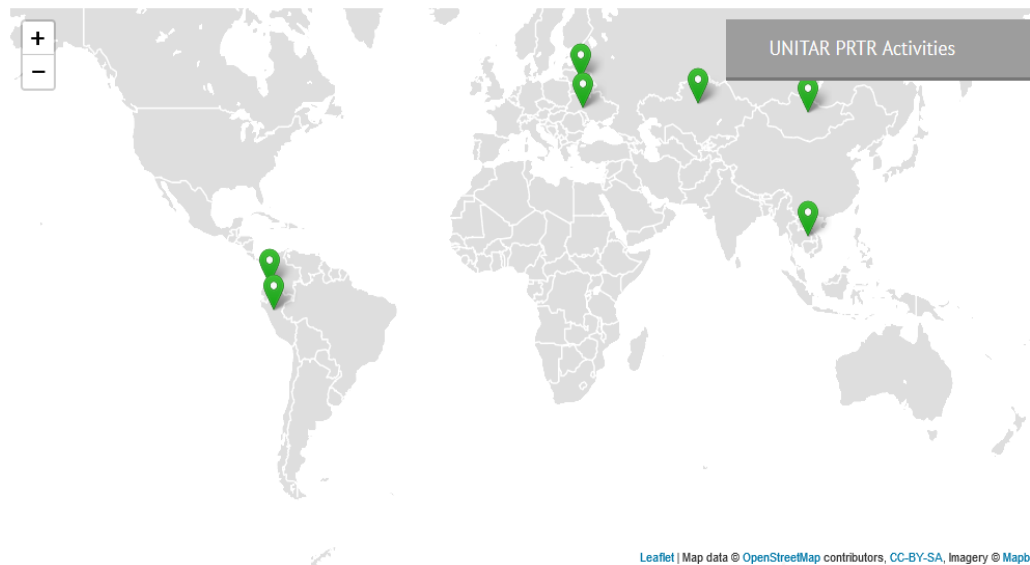 +
−
UNITAR PRTR Activities
Leaflet | Map data © OpenStreetMap contributors, CC-BY-SA, Imagery © Mapb